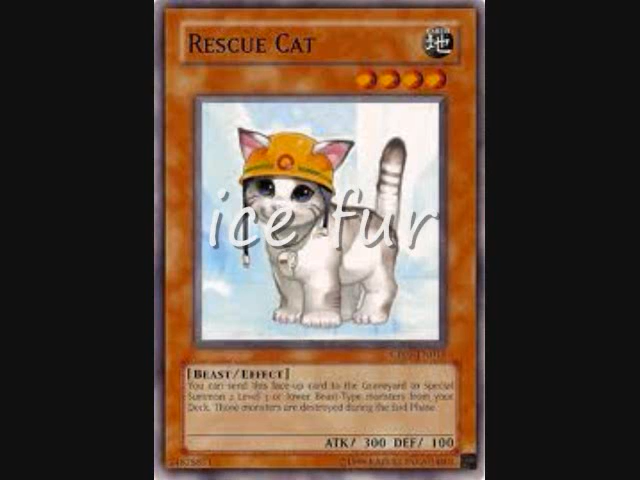 Rescue Cat
地
ice fur
[Beast/Effect]
You can send this face-up card to the Graveyard to Special
Summon 2 Level 3 or lower Beast-Type monsters from your
Deck. Those monsters are destroyed during the End Phase.
ATK/ 300 DEF/ 100